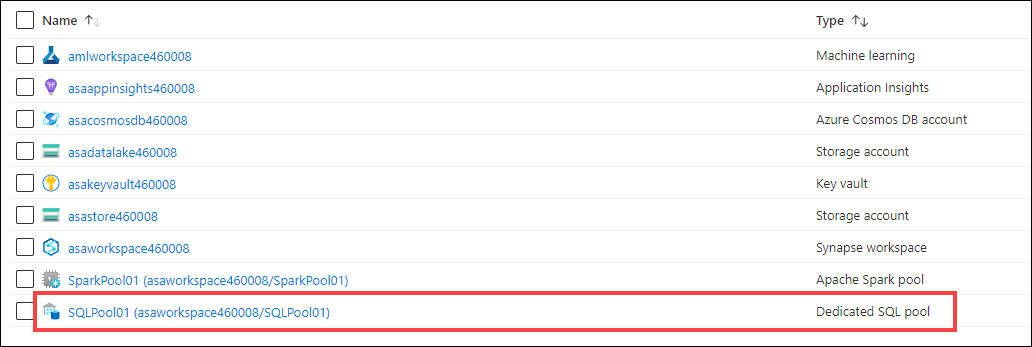 Name ↑↓ Type ↑↓
amlworkspace460008 Machine learning
asaappinsights460008 Application Insights
asacosmosdb460008 Azure Cosmos DB account
asadatalake460008 Storage account
asakeyvault460008 Key vault
asastore460008 Storage account
asaworkspace460008 Synapse workspace
SparkPool01 (asaworkspace460008/SparkPool01) Apache Spark pool
SQLPool01 (asaworkspace460008/SQLPool01) Dedicated SQL pool